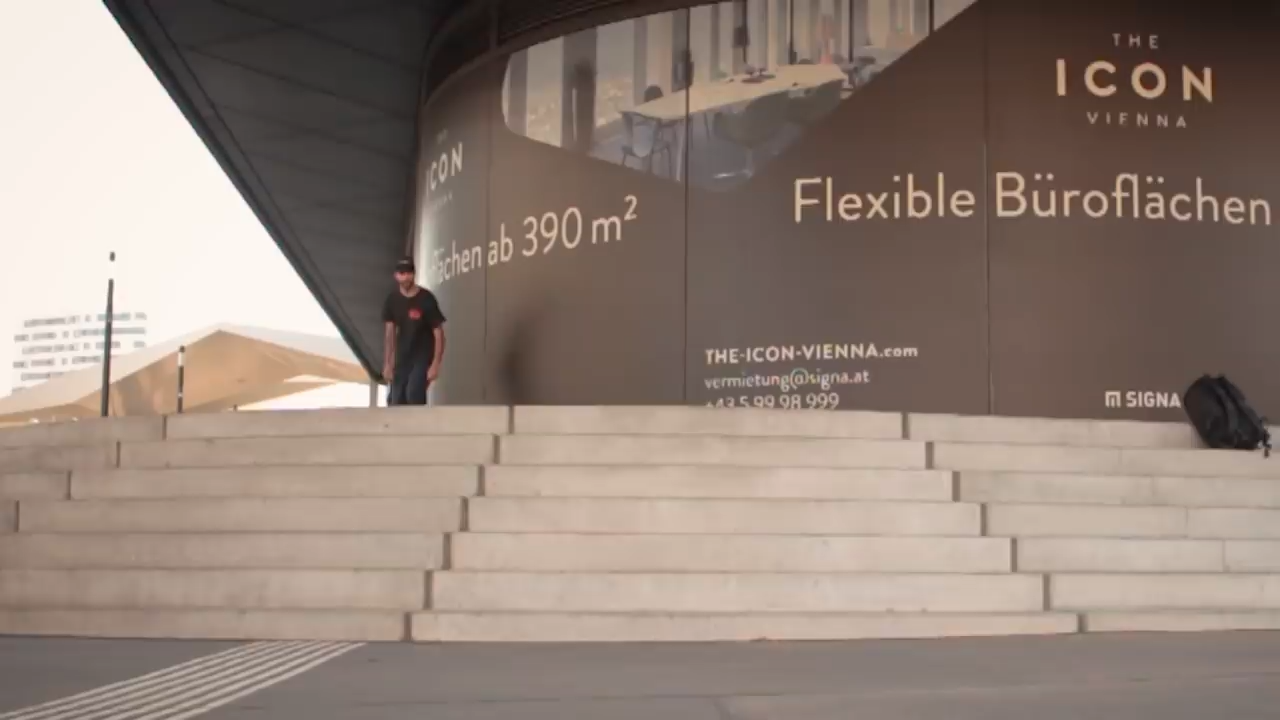 THE
ICON
VIENNA
ICON
ab 390 m²
Flexible Büroflächen
THE-ICON-VIENNA.com
vermietung@signa.at
+43 5 99 98 999
SIGNA